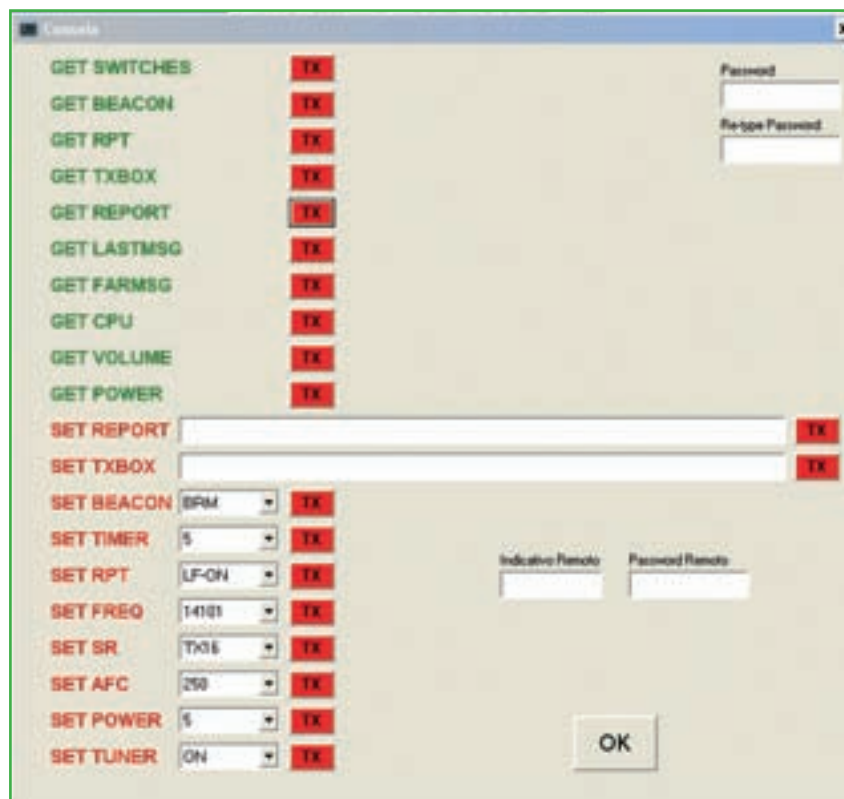 Consola
GET SWITCHES TX
GET BEACON TX
GET RPT TX
GET TXBOX TX
GET REPORT TX
GET LASTMSG TX
GET FARMSG TX
GET CPU TX
GET VOLUME TX
GET POWER TX
Password
Re-type Password
SET REPORT TX
SET TXBOX TX
SET BEACON BRM TX
SET TIMER 5 TX
SET RPT LF-ON TX
SET FREQ 14101 TX
SET SR TX16 TX
SET AFC 250 TX
SET POWER 5 TX
SET TUNER ON TX
Indicativo Remoto Password Remoto
OK